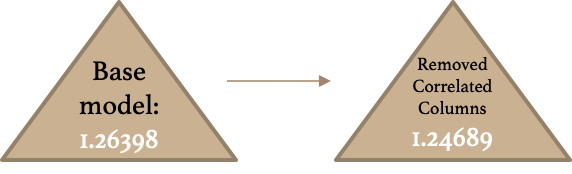 Base
model:
1.26398
Removed
Correlated
Columns
1.24689